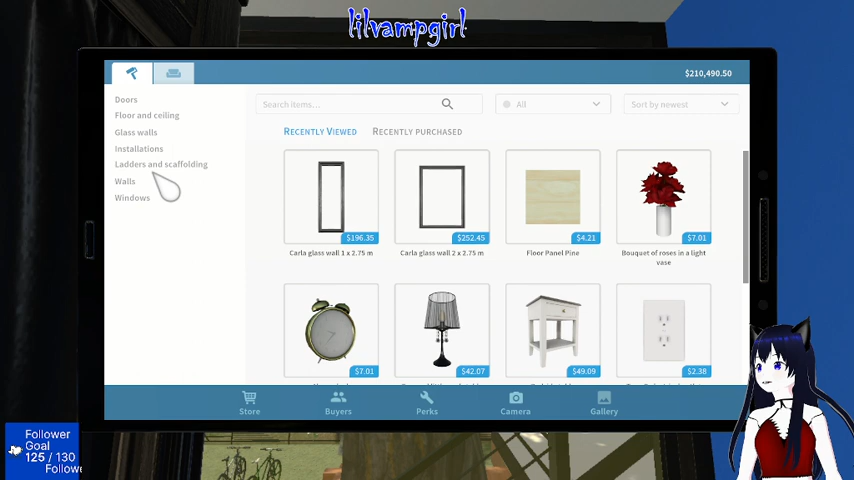 lilvampgirl
$210,490.50
Doors
Floor and ceiling
Glass walls
Installations
Ladders and scaffolding
Walls
Windows
Search items...
All
Sort by newest
RECENTLY VIEWED
RECENTLY PURCHASED
$196.35
$252.45
$4.21
$7.01
Carla glass wall 1 x 2.75 m
Carla glass wall 2 x 2.75 m
Floor Panel Pine
Bouquet of roses in a light
vase
$7.01
$42.07
$49.09
$2.38
Store
Buyers
Perks
Camera
Gallery
Follower
Goal
125 / 130
Followe